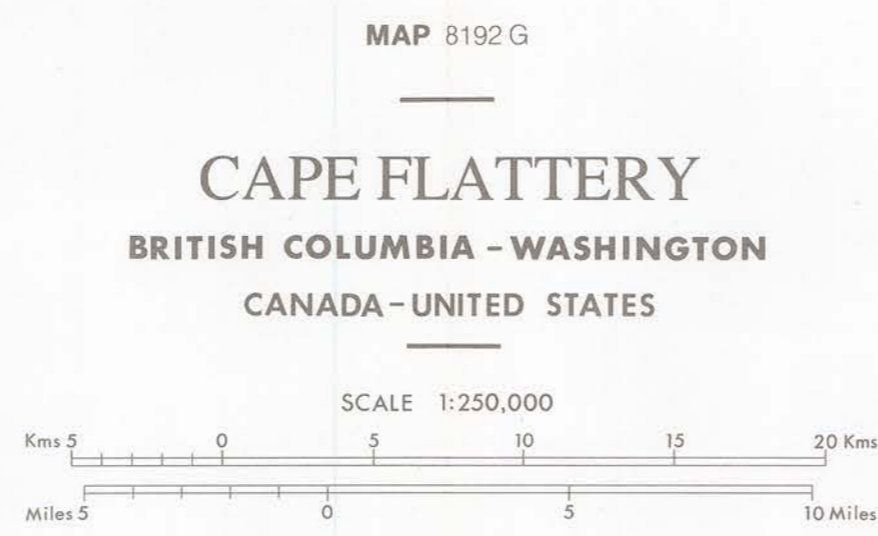 MAP 8192 G
CAPE FLATTERY
BRITISH COLUMBIA – WASHINGTON
CANADA – UNITED STATES
SCALE 1:250,000
Kms 5 0 5 10 15 20 Kms
Miles 5 0 5 10 Miles